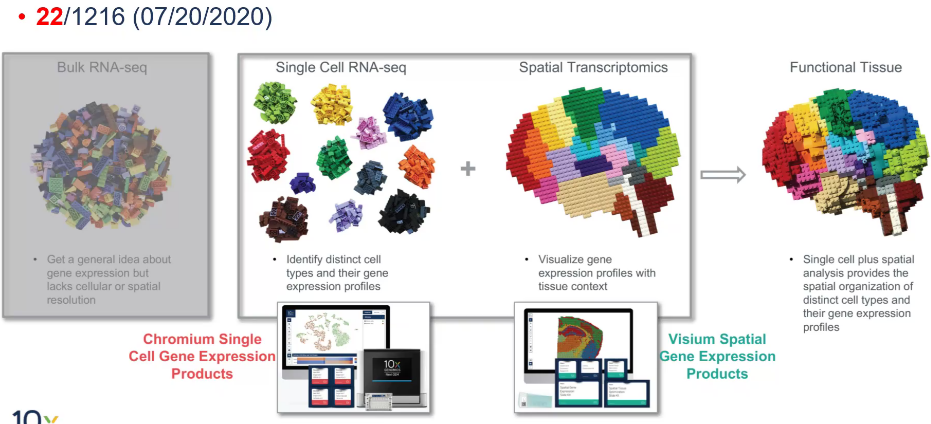 • 22/1216 (07/20/2020)
Bulk RNA-seq
• Get a general idea about
gene expression but
lacks cellular or spatial
resolution
Single Cell RNA-seq
• Identify distinct cell
types and their gene
expression profiles
+
Spatial Transcriptomics
• Visualize gene
expression profiles with
tissue context
Functional Tissue
• Single cell plus spatial
analysis provides the
spatial organization of
distinct cell types and
their gene expression
profiles
Chromium Single
Cell Gene Expression
Products
10x
Visium Spatial
Gene Expression
Products
10x